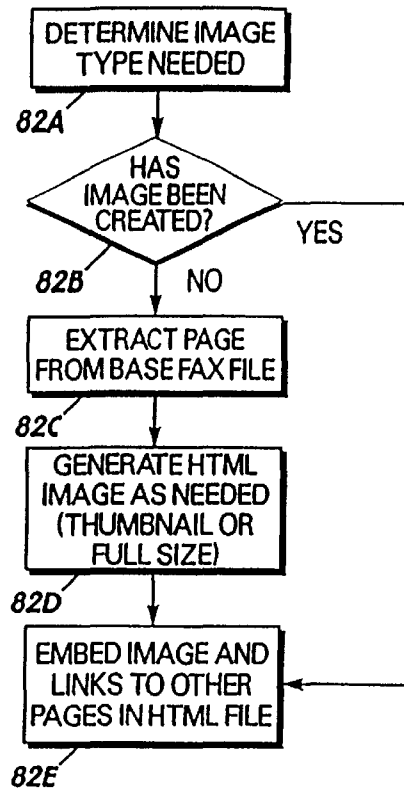 DETERMINE IMAGE
TYPE NEEDED
82A
HAS
IMAGE BEEN
CREATED?
YES
82B
NO
EXTRACT PAGE
FROM BASE FAX FILE
82C
GENERATE HTML
IMAGE AS NEEDED
(THUMBNAIL OR
FULL SIZE)
82D
EMBED IMAGE AND
LINKS TO OTHER
PAGES IN HTML FILE
82E